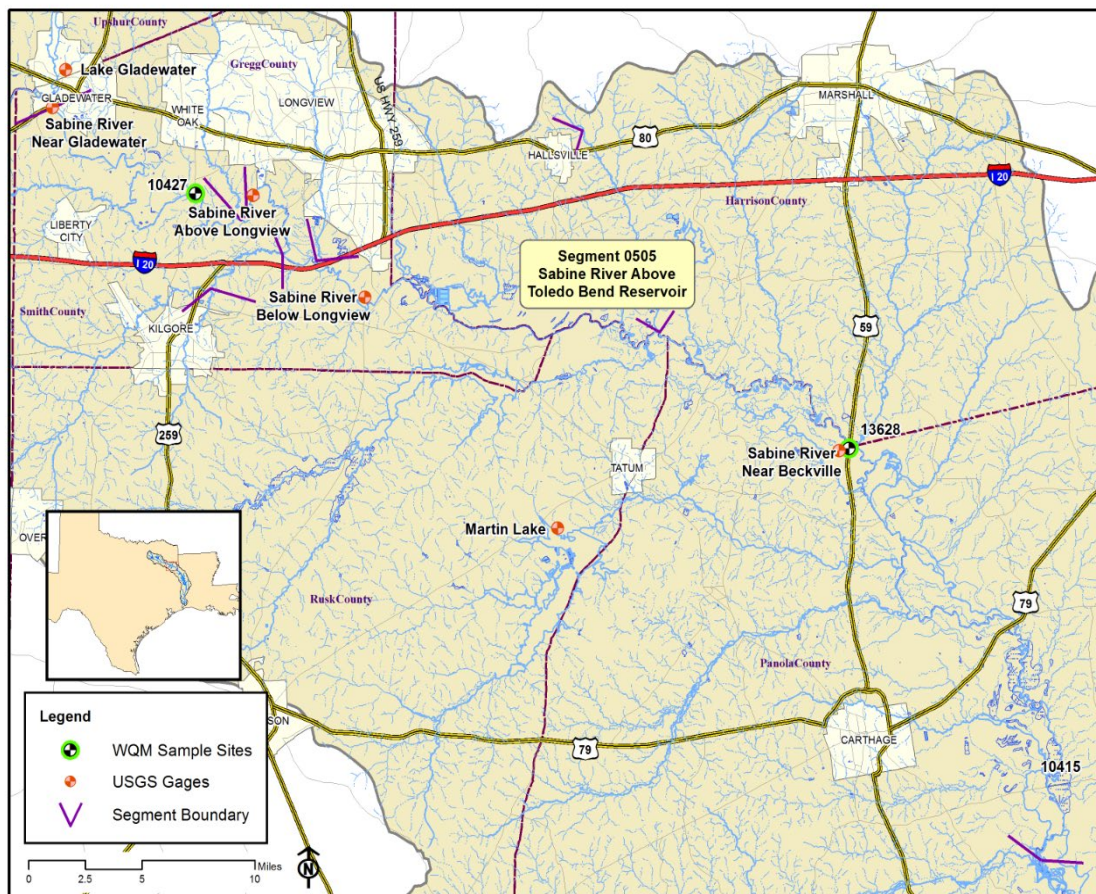 UpshurCounty
Lake Gladewater
GreggCounty
GLADEWATER
WHITE
OAK
LONGVIEW
US HWY 259
MARSHALL
Sabine River
Near Gladewater
80
HALLSVILLE
10427
I 20
HarrisonCounty
LIBERTY
CITY
Sabine River
Above Longview
Segment 0505
Sabine River Above
Toledo Bend Reservoir
I 20
SmithCounty
Sabine River
Below Longview
KILGORE
59
259
13628
Sabine River
Near Beckville
TATUM
OVER
Martin Lake
RuskCounty
79
PanolaCounty
Legend
WQM Sample Sites
USGS Gages
Segment Boundary
SON
79
CARTHAGE
10415
0
2.5
5
10
Miles
N